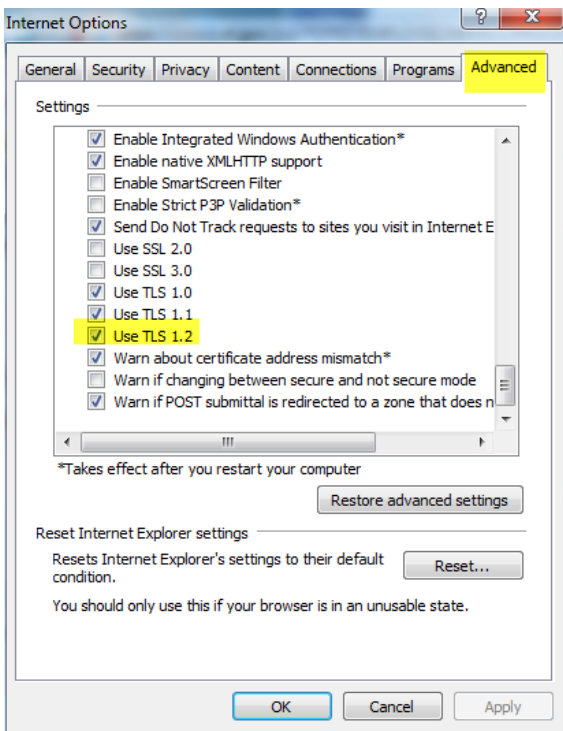 Internet Options
General Security Privacy Content Connections Programs Advanced
Settings
Enable Integrated Windows Authentication*
Enable native XMLHTTP support
Enable SmartScreen Filter
Enable Strict P3P Validation*
Send Do Not Track requests to sites you visit in Internet E
Use SSL 2.0
Use SSL 3.0
Use TLS 1.0
Use TLS 1.1
Use TLS 1.2
Warn about certificate address mismatch*
Warn if changing between secure and not secure mode
Warn if POST submittal is redirected to a zone that does n
*Takes effect after you restart your computer
Restore advanced settings
Reset Internet Explorer settings
Resets Internet Explorer's settings to their default
condition.
Reset...
You should only use this if your browser is in an unusable state.
OK Cancel Apply